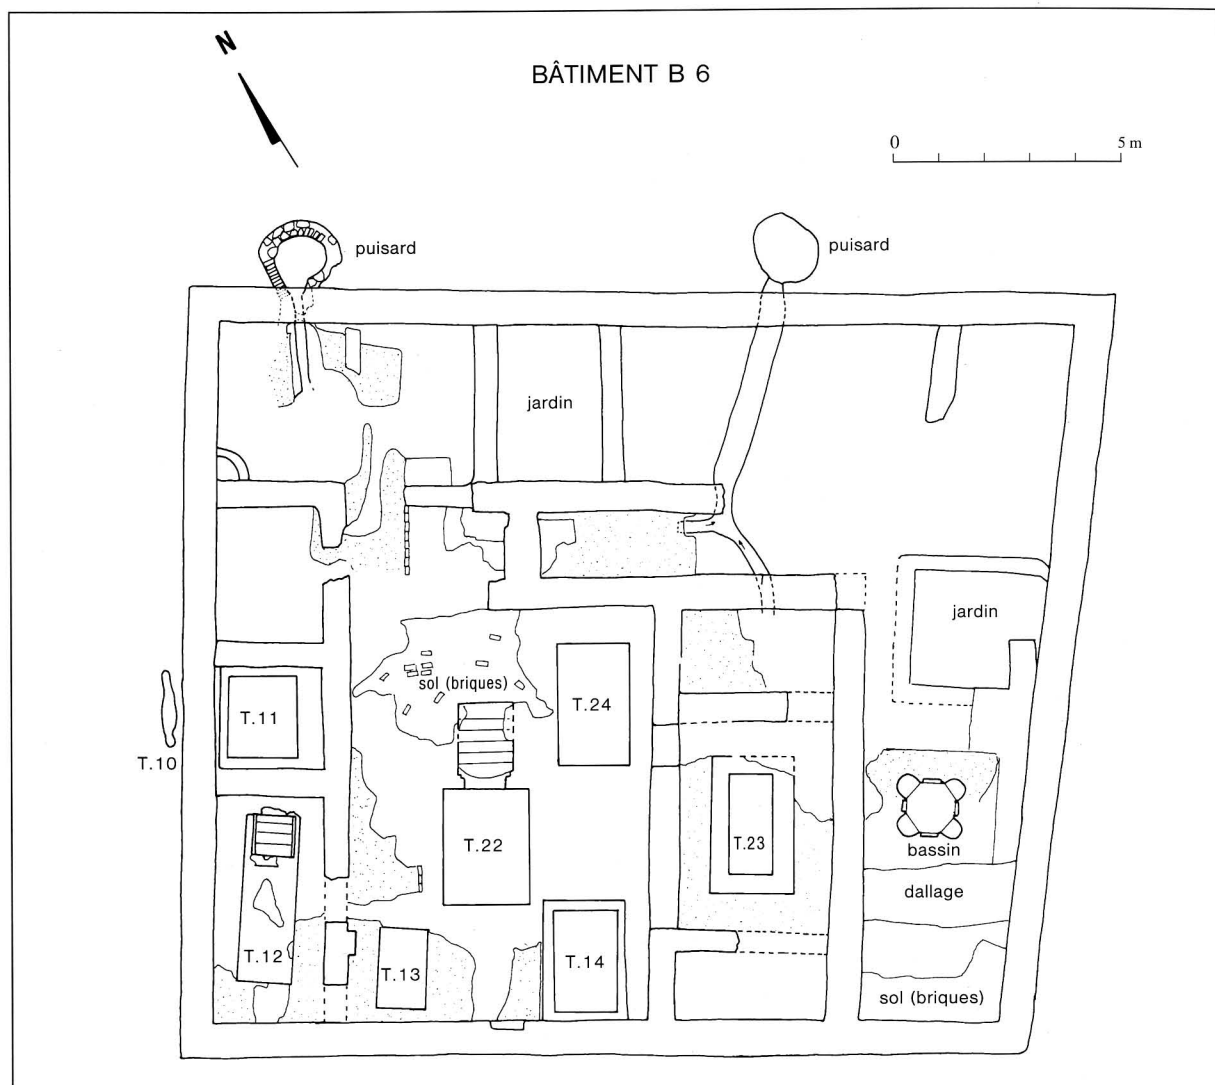 N
BÂTIMENT B 6
0 5 m
puisard
puisard
jardin
jardin
sol (briques)
T.24
T.11
T.10
T.22
T.23
bassin
dallage
T.12
T.13
T.14
sol (briques)